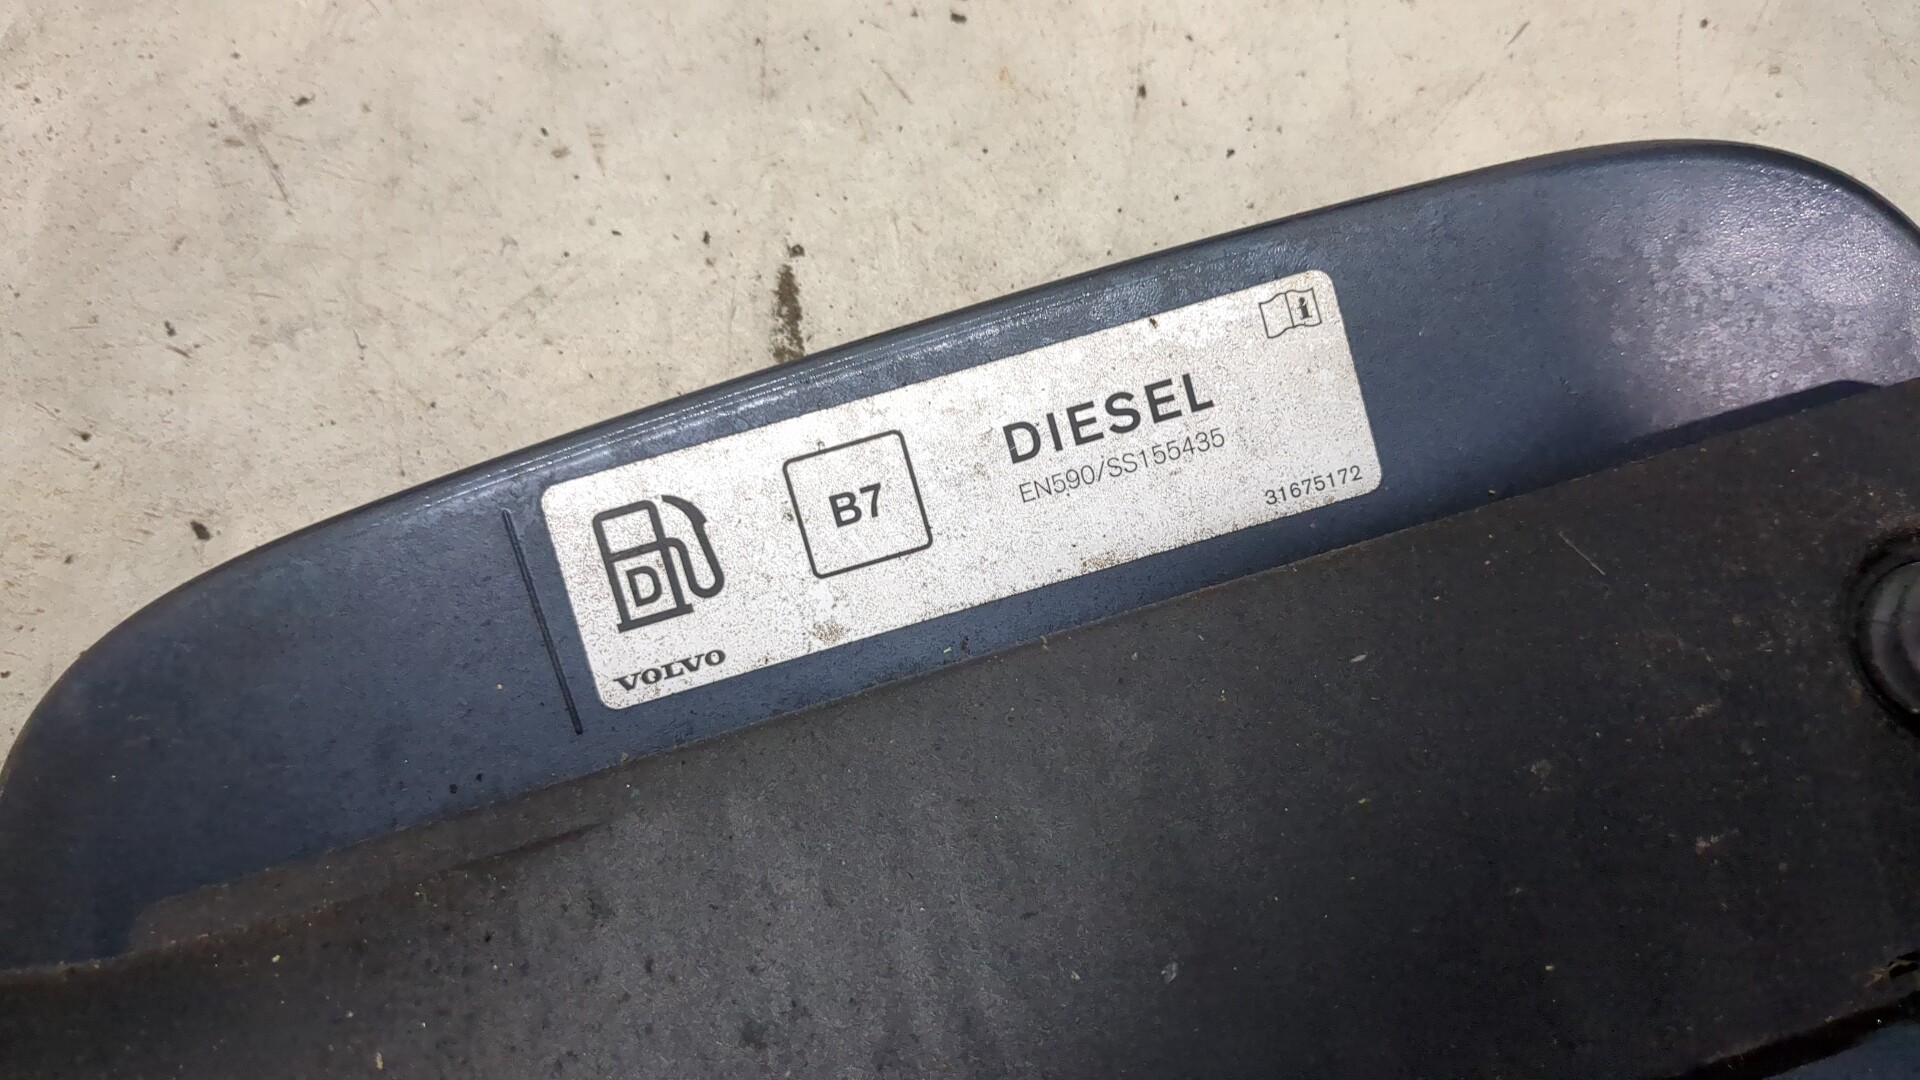 DIESEL
EN590/SS155435
B7
D
31675172
VOLVO